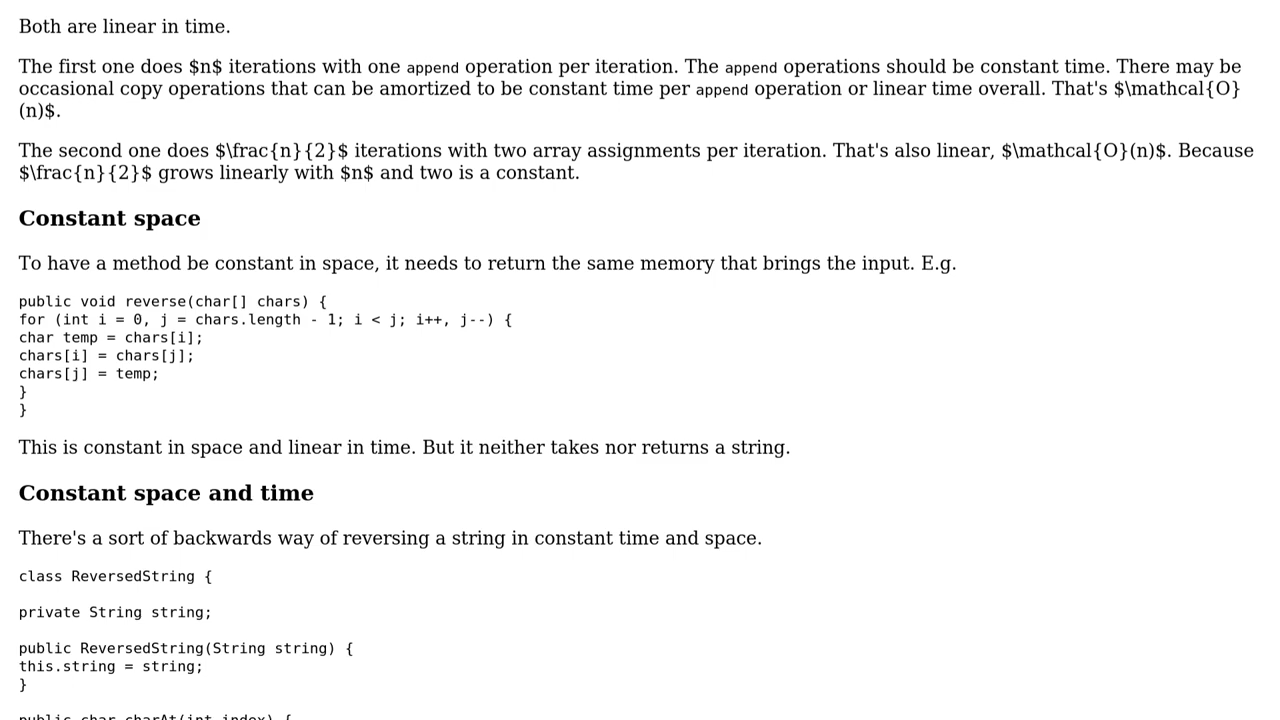 Both are linear in time.
The first one does $n$ iterations with one append operation per iteration. The append operations should be constant time. There may be
occasional copy operations that can be amortized to be constant time per append operation or linear time overall. That's $\mathcal{O}
(n)$.
The second one does $\frac{n}{2}$ iterations with two array assignments per iteration. That's also linear, $\mathcal{O}(n)$. Because
$\frac{n}{2}$ grows linearly with $n$ and two is a constant.
Constant space
To have a method be constant in space, it needs to return the same memory that brings the input. E.g.
public void reverse(char[] chars) {
for (int i = 0, j = chars.length - 1; i < j; i++, j--) {
char temp = chars[i];
chars[i] = chars[j];
chars[j] = temp;
}
}
This is constant in space and linear in time. But it neither takes nor returns a string.
Constant space and time
There's a sort of backwards way of reversing a string in constant time and space.
class ReversedString {
private String string;
public ReversedString(String string) {
this.string = string;
}
public char charAt(int index) {